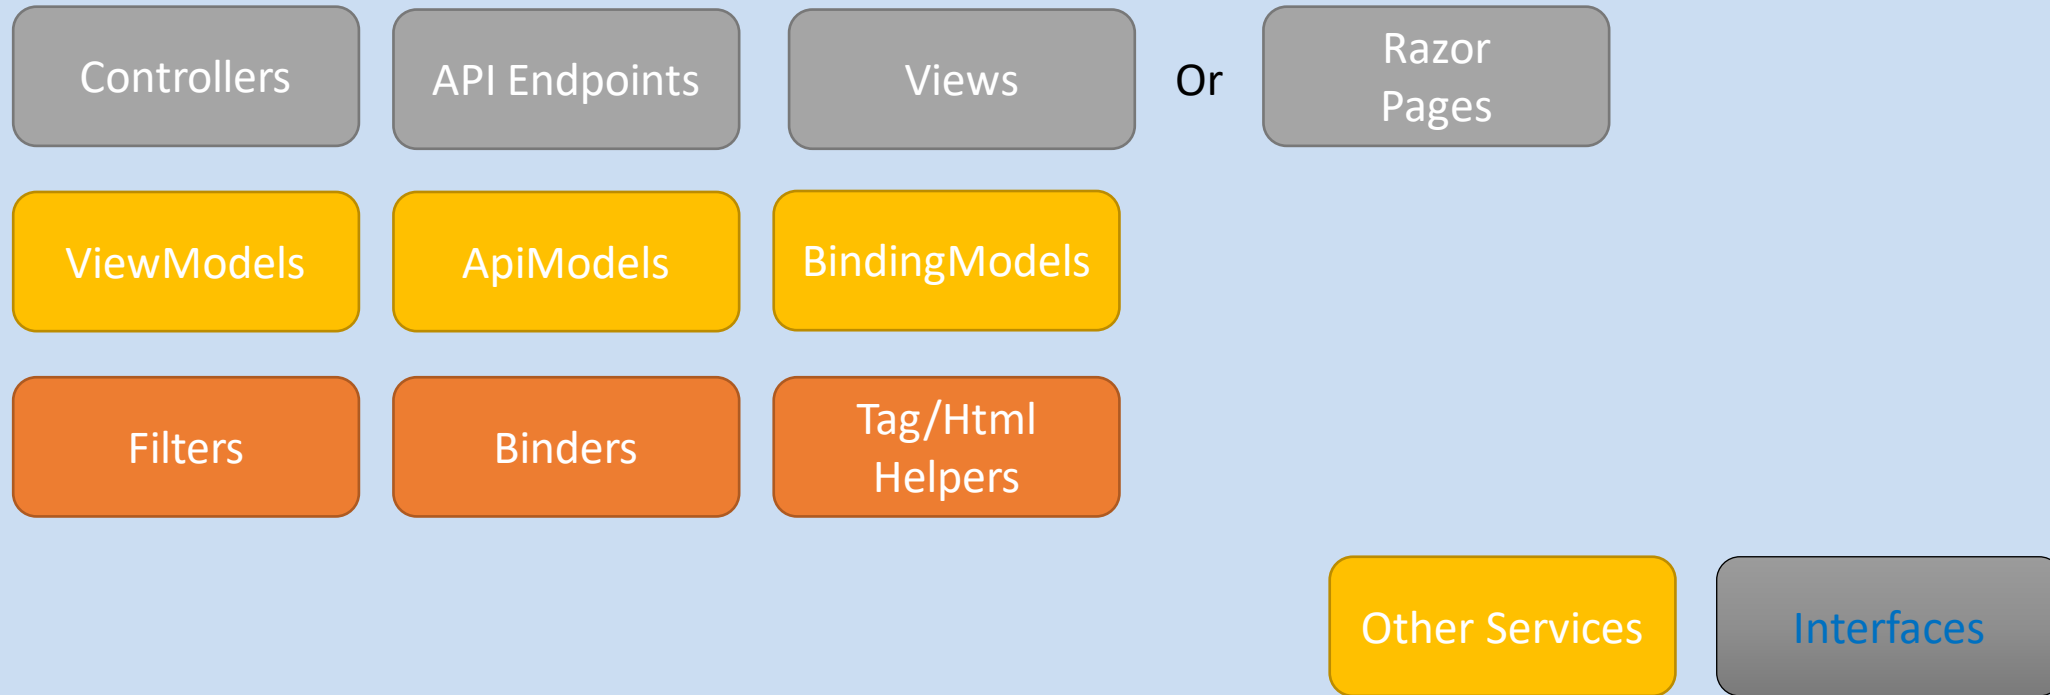 Controllers
API Endpoints
Views
Or
Razor
Pages
ViewModels
ApiModels
BindingModels
Filters
Binders
Tag/Html
Helpers
Other Services
Interfaces